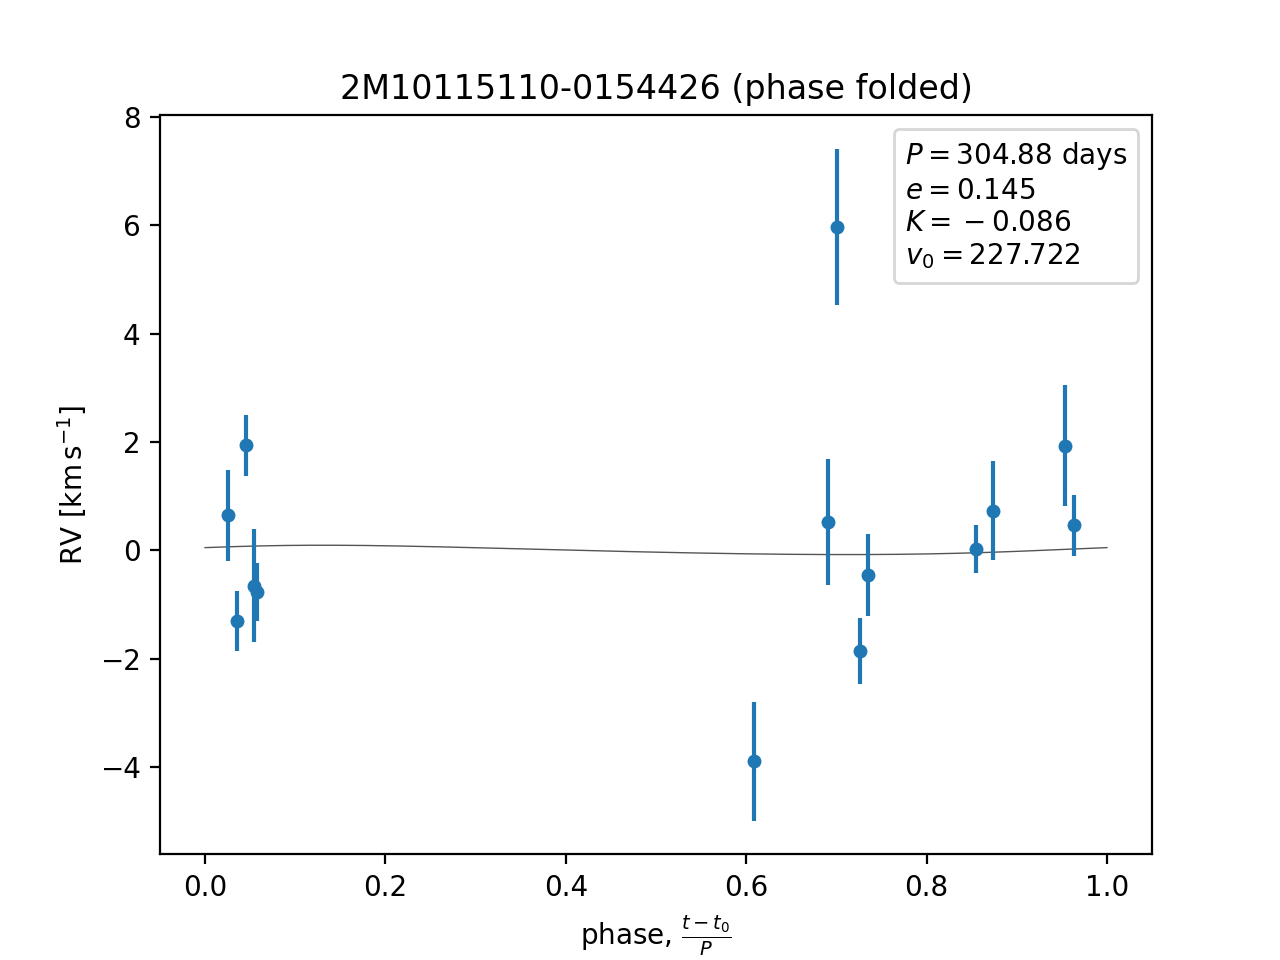 2M10115110-0154426 (phase folded)
P = 304.88 days
e = 0.145
K = −0.086
v₀ = 227.722
RV [km s⁻¹]
8
6
4
2
0
−2
−4
0.0 0.2 0.4 0.6 0.8 1.0
phase, (t − t₀)/P